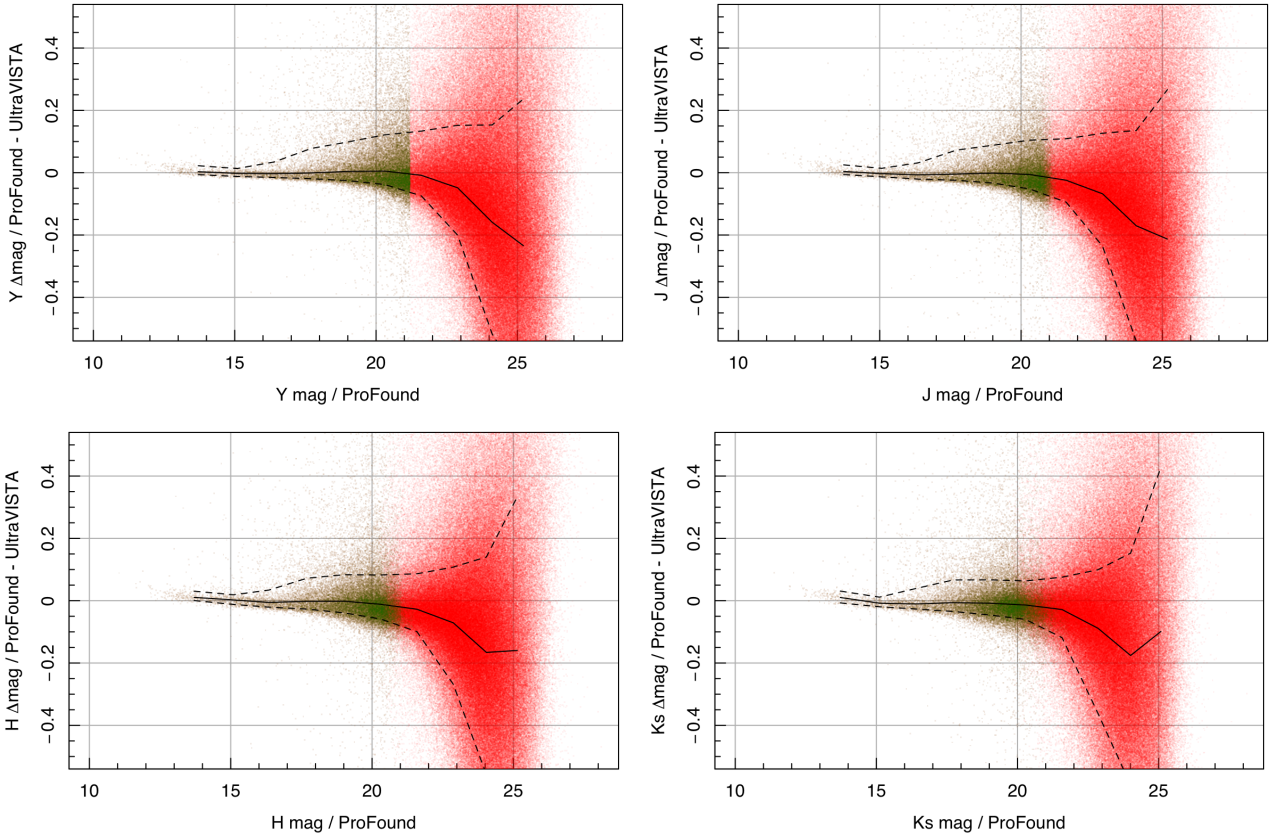 Y Δmag / ProFound - UltraVISTA
0.4
0.2
0
−0.2
−0.4
10 15 20 25
Y mag / ProFound
J Δmag / ProFound - UltraVISTA
0.4
0.2
0
−0.2
−0.4
10 15 20 25
J mag / ProFound
H Δmag / ProFound - UltraVISTA
0.4
0.2
0
−0.2
−0.4
10 15 20 25
H mag / ProFound
Ks Δmag / ProFound - UltraVISTA
0.4
0.2
0
−0.2
−0.4
10 15 20 25
Ks mag / ProFound